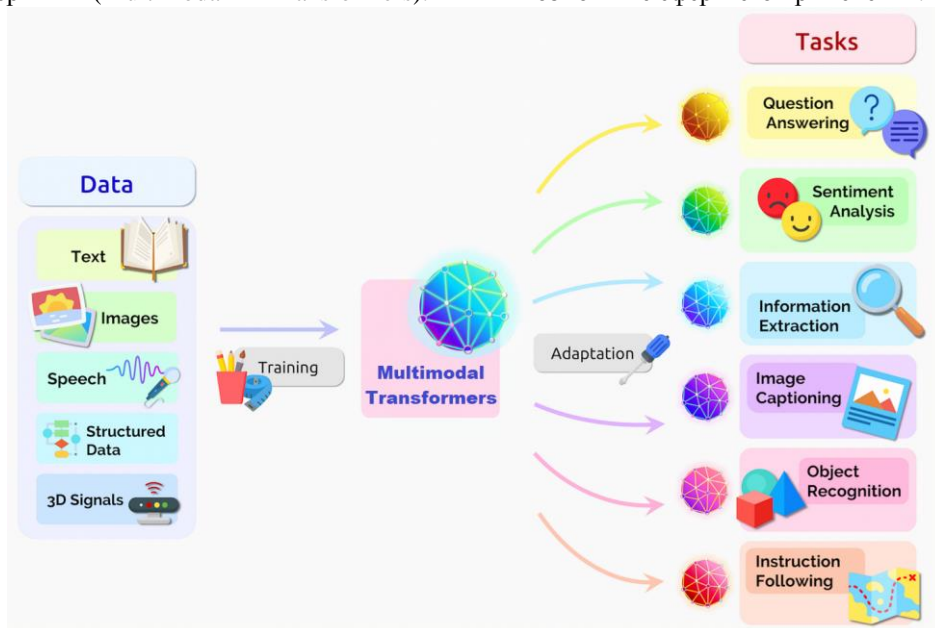 (Multimodal
Tasks
Question
Answering
Data
Sentiment
Analysis
Text
Images
Information
Extraction
Training
Multimodal
Transformers
Adaptation
Speech
Image
Captioning
Structured
Data
Object
Recognition
3D Signals
Instruction
Following